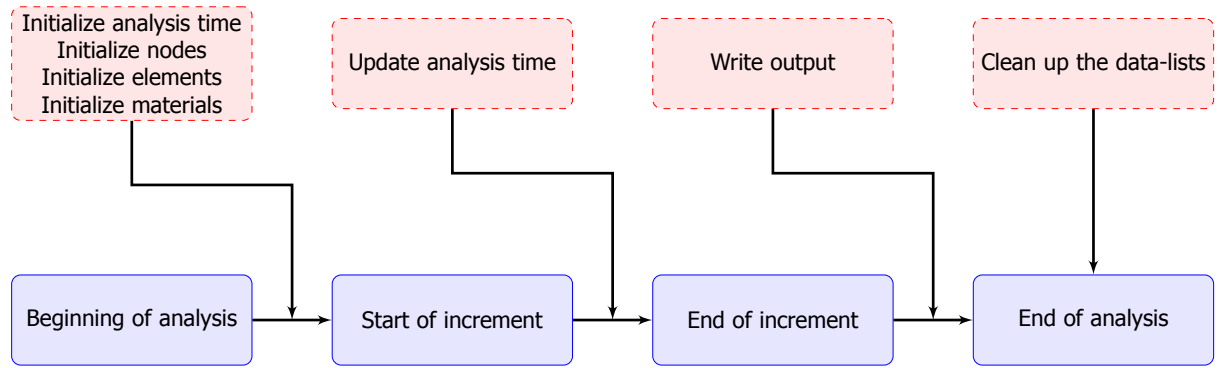 Initialize analysis time
Initialize nodes
Initialize elements
Initialize materials
Update analysis time
Write output
Clean up the data-lists
Beginning of analysis
Start of increment
End of increment
End of analysis